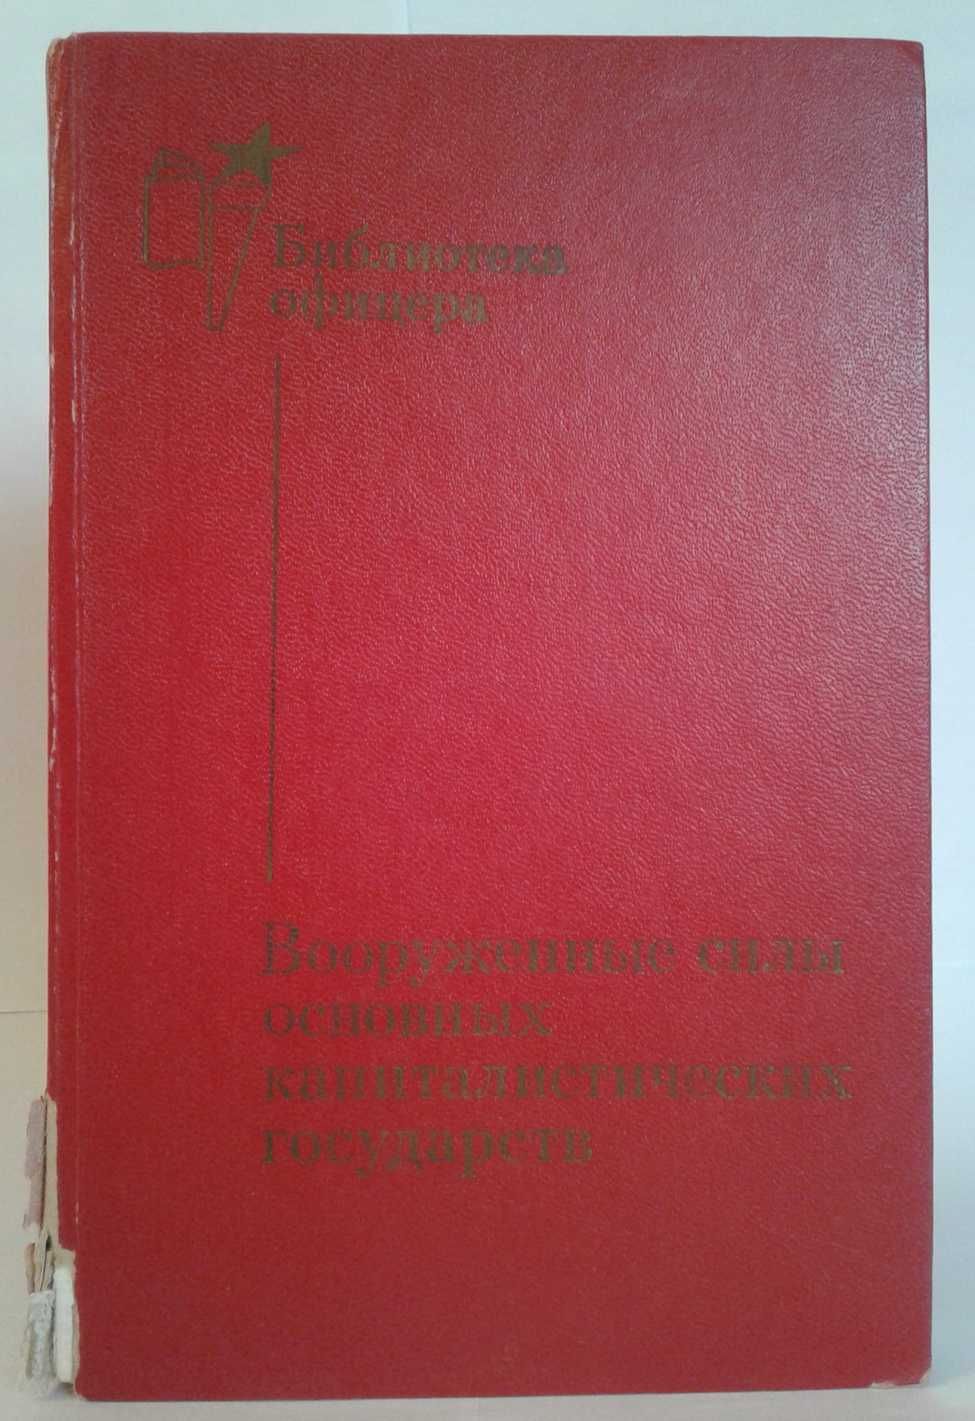 Библиотека
офицера
Вооруженные силы
основных
капиталистических
государств